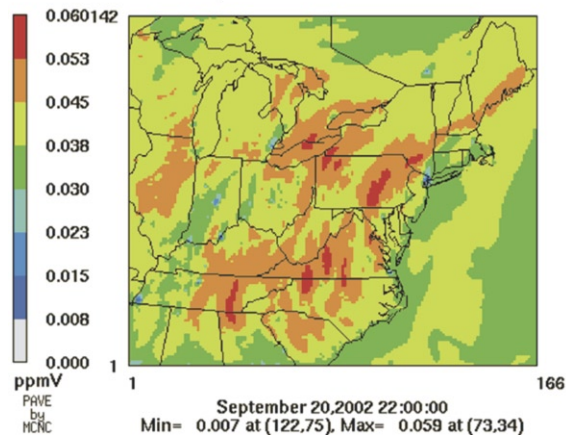 0.060 142
0.053
0.045
0.038
0.030
0.023
0.015
0.008
0.000 1
ppmV 1 166
PAVE
by
MCNC
September 20,2002 22:00:00
Min= 0.007 at (122,75), Max= 0.059 at (73,34)